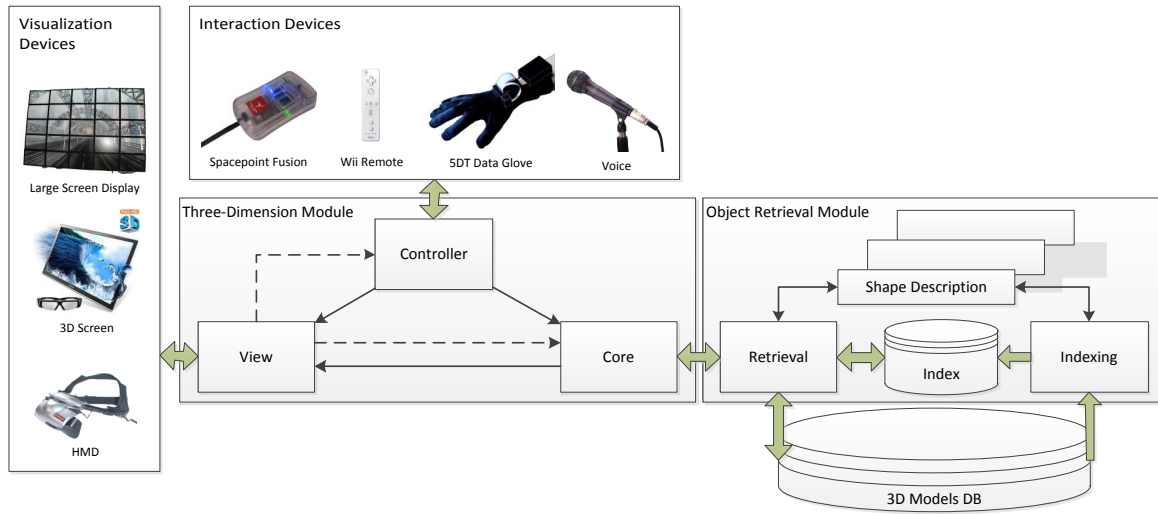 Visualization
Devices
Large Screen Display
3D Screen
HMD
Interaction Devices
Spacepoint Fusion
Wii Remote
5DT Data Glove
Voice
Three-Dimension Module
Controller
View
Core
Object Retrieval Module
Shape Description
Retrieval
Index
Indexing
3D Models DB